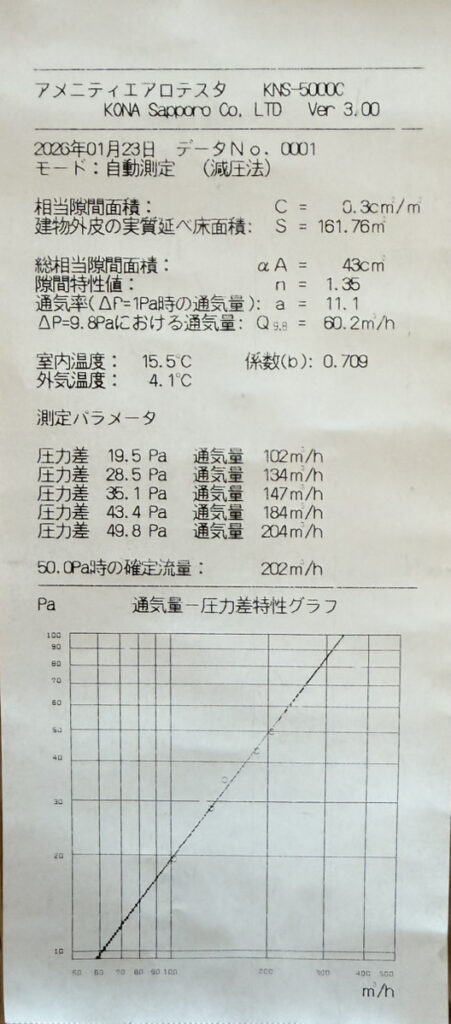 アメニティエアロテスタ KNS-5000C
KONA Sapporo Co, LTD Ver 3.00
2026年01月23日 データNo. 0001
モード：自動測定 （減圧法）
相当隙間面積： C = 0.3cm²/m²
建物外皮の実質延べ床面積: S = 161.76m²
総相当隙間面積： αA = 43cm²
隙間特性値： n = 1.35
通気率(ΔP=1Pa時の通気量): a = 11.1
ΔP=9.8Paにおける通気量: Q9.8 = 60.2m³/h
室内温度： 15.5℃ 係数(b): 0.709
外気温度： 4.1℃
測定パラメータ
圧力差 19.5 Pa 通気量 102m³/h
圧力差 28.5 Pa 通気量 134m³/h
圧力差 35.1 Pa 通気量 147m³/h
圧力差 43.4 Pa 通気量 184m³/h
圧力差 49.8 Pa 通気量 204m³/h
50.0Pa時の確定流量： 202m³/h
Pa 通気量－圧力差特性グラフ
100
90
80
70
50
40
30
20
10
50 60 70 80 90 100 200 300 400 500
m³/h